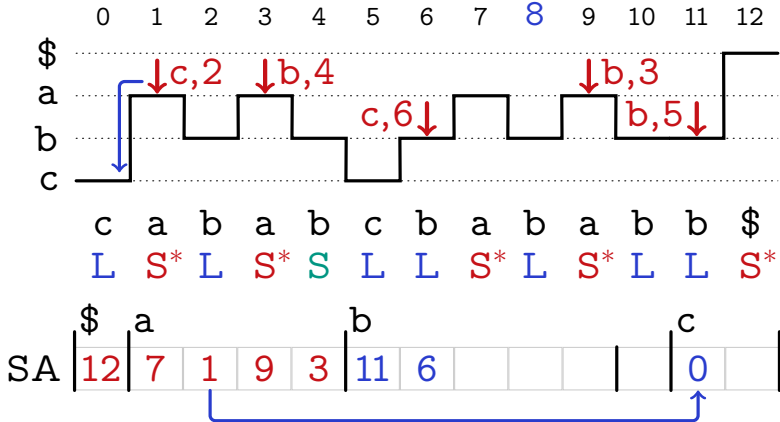 0 1 2 3 4 5 6 7 8 9 10 11 12
$
a c,2 b,4 b,3
b c,6 b,5
c
c a b a b c b a b a b b $
L S* L S* S L L S* L S* L L S*
$ a b c
SA 12 7 1 9 3 11 6 0